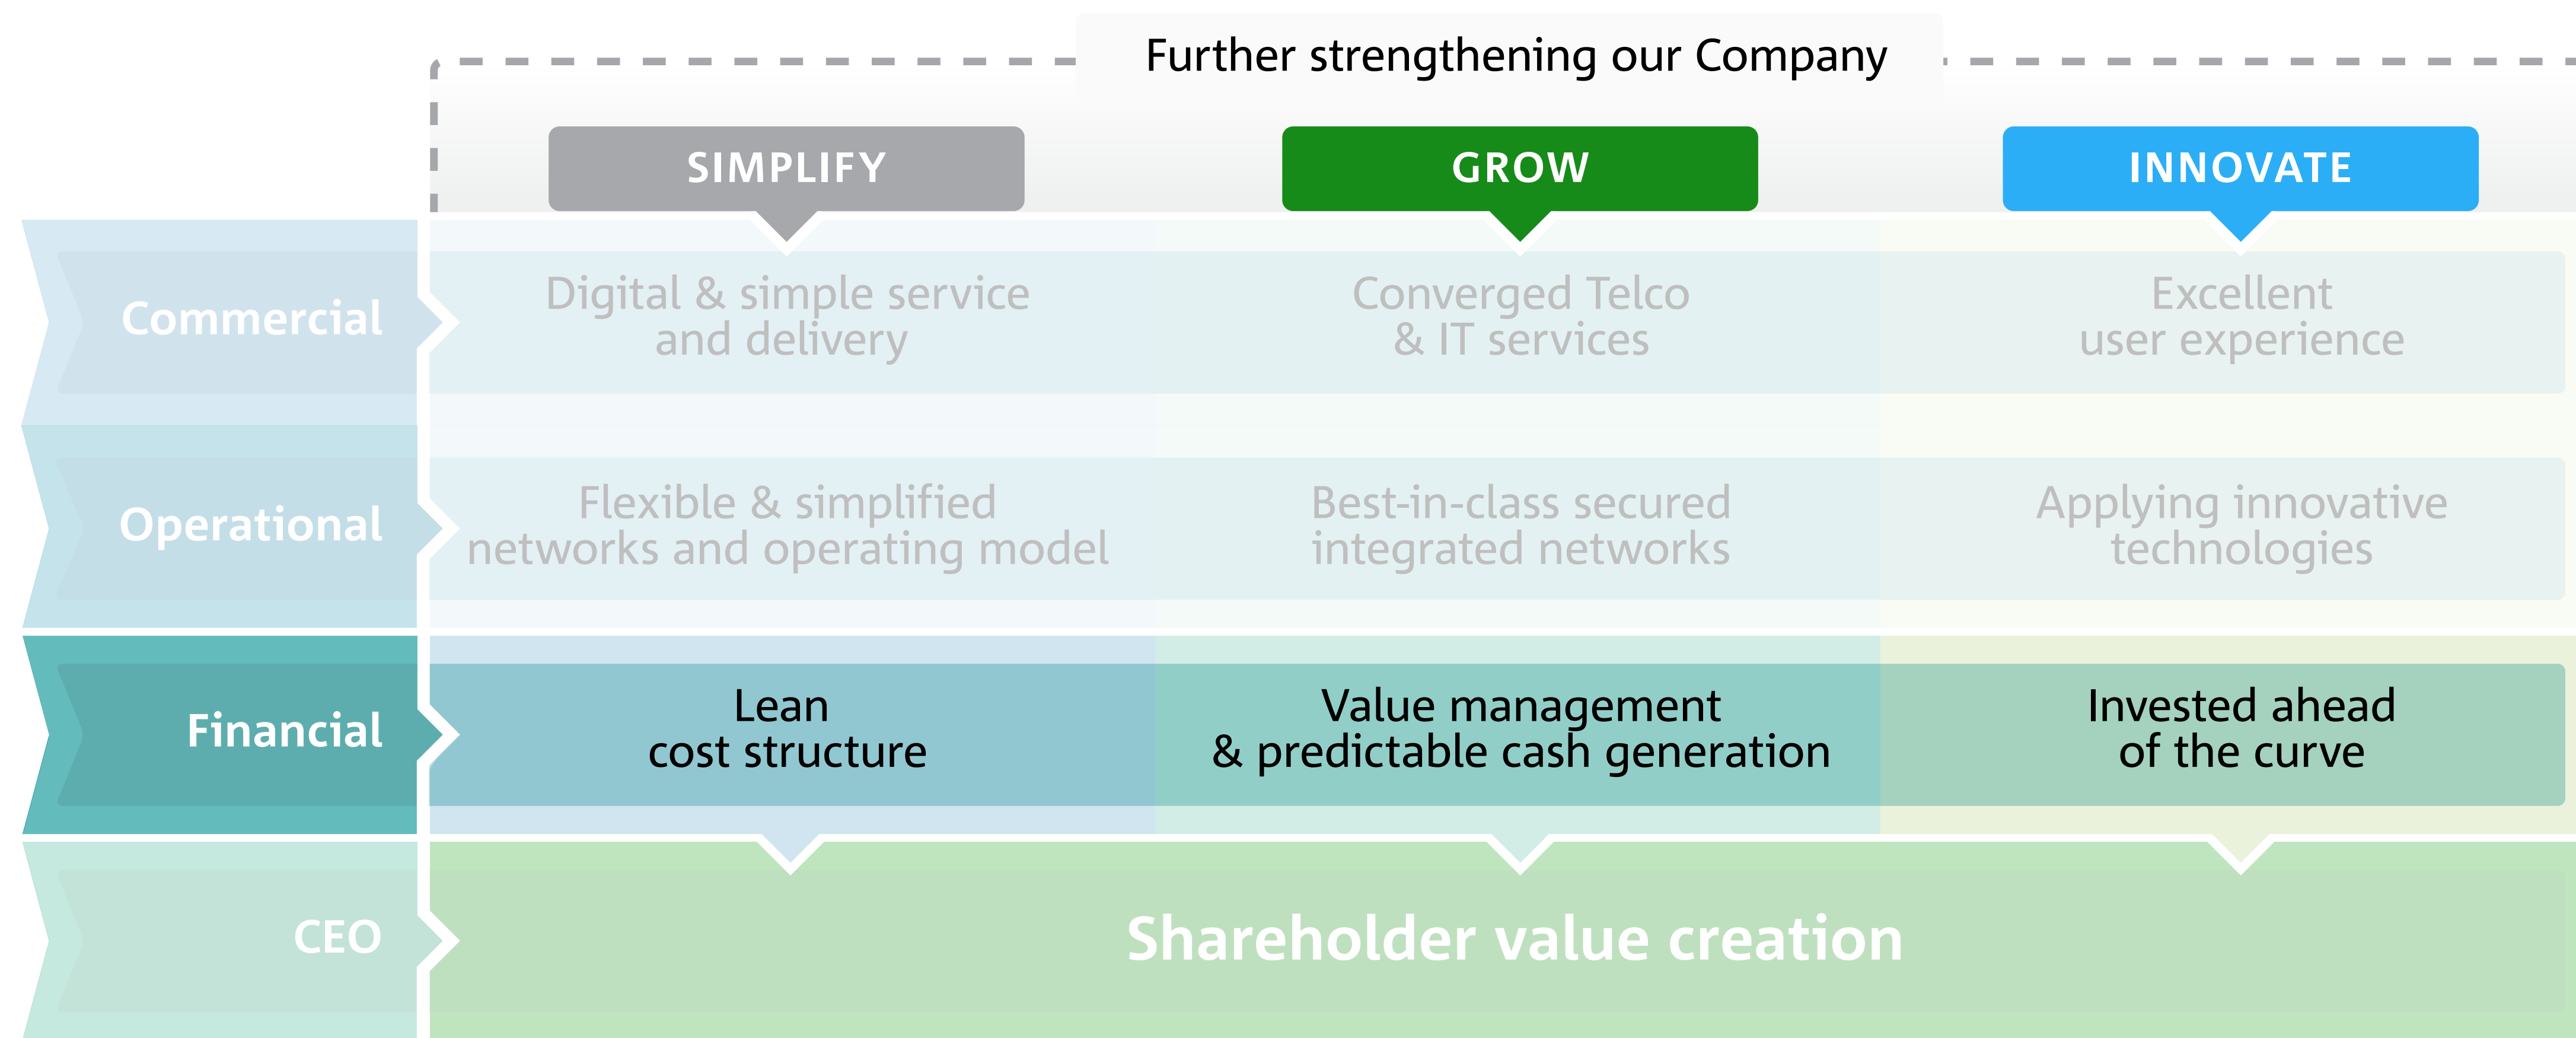 Further strengthening our Company
SIMPLIFY
GROW
INNOVATE
Commercial
Digital & simple service
and delivery
Converged Telco
& IT services
Excellent
user experience
Operational
Flexible & simplified
networks and operating model
Best-in-class secured
integrated networks
Applying innovative
technologies
Financial
Lean
cost structure
Value management
& predictable cash generation
Invested ahead
of the curve
CEO
Shareholder value creation